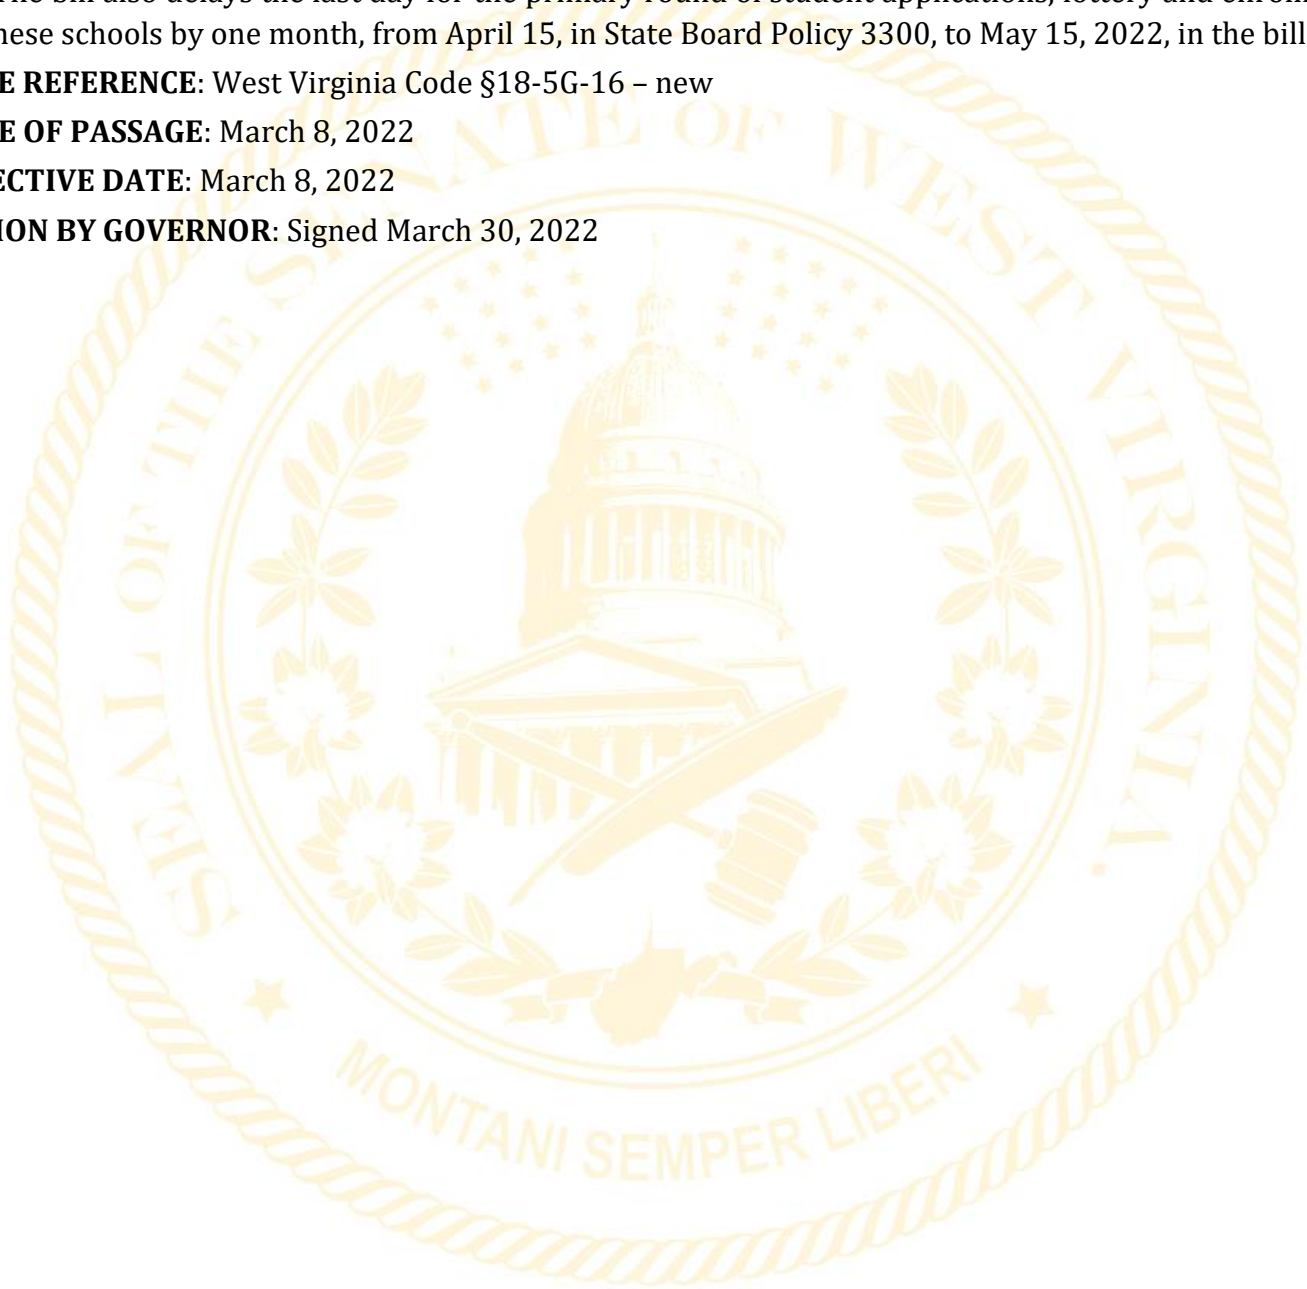 The bill also delays the last day for the primary round of student applications, lottery and enrol
hese schools by one month, from April 15, in State Board Policy 3300, to May 15, 2022, in the bill
E REFERENCE: West Virginia Code §18-5G-16 – new
E OF PASSAGE: March 8, 2022
ECTIVE DATE: March 8, 2022
ION BY GOVERNOR: Signed March 30, 2022
SEAL OF THE SENATE OF WEST VIRGINIA
MONTANI SEMPER LIBERI